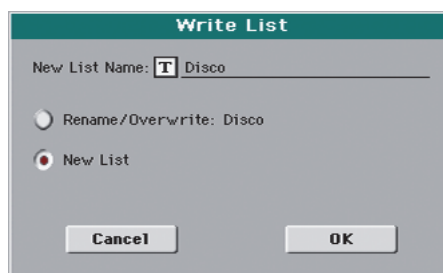 Write List
New List Name: T Disco
Rename/Overwrite: Disco
New List
Cancel OK